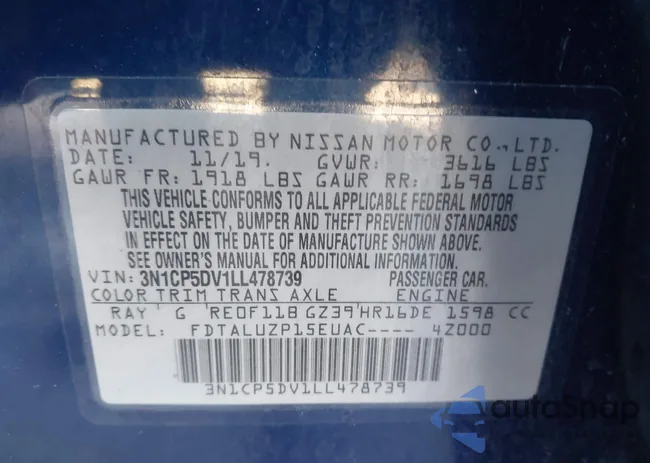 MANUFACTURED BY NISSAN MOTOR CO., LTD.
DATE: 11/19. GVWR: 3616 LBS
GAWR FR: 1918 LBS GAWR RR: 1698 LBS
THIS VEHICLE CONFORMS TO ALL APPLICABLE FEDERAL MOTOR
VEHICLE SAFETY, BUMPER AND THEFT PREVENTION STANDARDS
IN EFFECT ON THE DATE OF MANUFACTURE SHOWN ABOVE.
SEE OWNER'S MANUAL FOR ADDITIONAL INFORMATION.
VIN: 3N1CP5DV1LL478739 PASSENGER CAR.
COLOR TRIM TRANS AXLE ENGINE
RAY G RE0F11B GZ39 HR16DE 1598 CC
MODEL: FDTALUZP15EUAC---- 4Z000
3N1CP5DV1LL478739
autoSnap